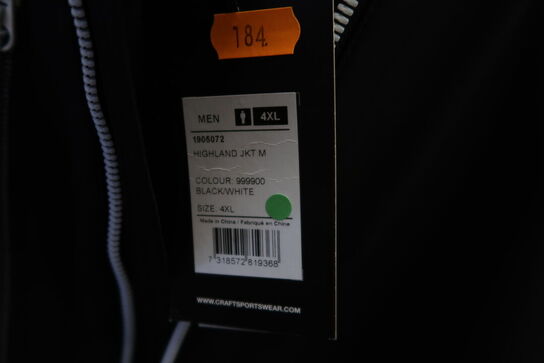 184
MEN 4XL
1905072
HIGHLAND JKT M
COLOUR: 999900
BLACK/WHITE
SIZE: 4XL
Made in China / Fabriqué en Chine
7 318572 819368
WWW.CRAFTSPORTSWEAR.COM